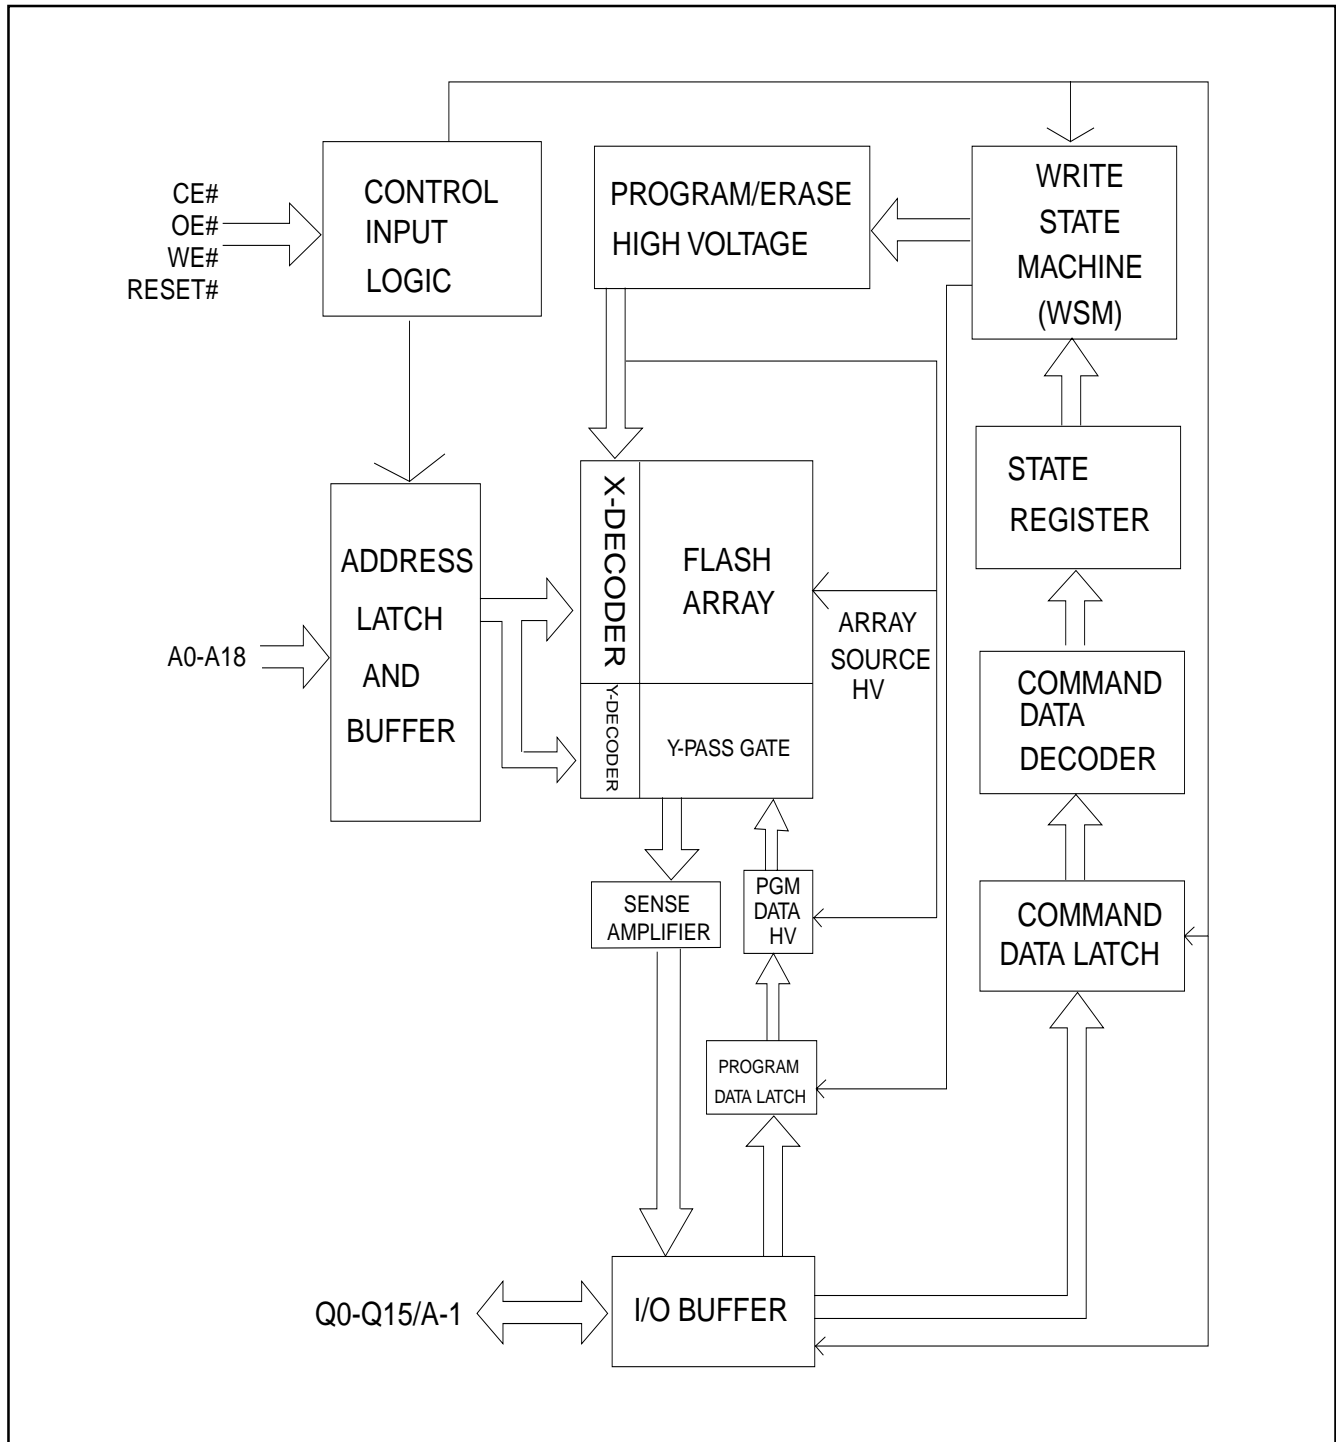 CE#
OE#
WE#
RESET#
CONTROL
INPUT
LOGIC
PROGRAM/ERASE
HIGH VOLTAGE
WRITE
STATE
MACHINE
(WSM)
STATE
REGISTER
A0-A18
ADDRESS
LATCH
AND
BUFFER
X-DECODER
FLASH
ARRAY
Y-DECODER
Y-PASS GATE
ARRAY
SOURCE
HV
COMMAND
DATA
DECODER
SENSE
AMPLIFIER
PGM
DATA
HV
COMMAND
DATA LATCH
PROGRAM
DATA LATCH
Q0-Q15/A-1
I/O BUFFER